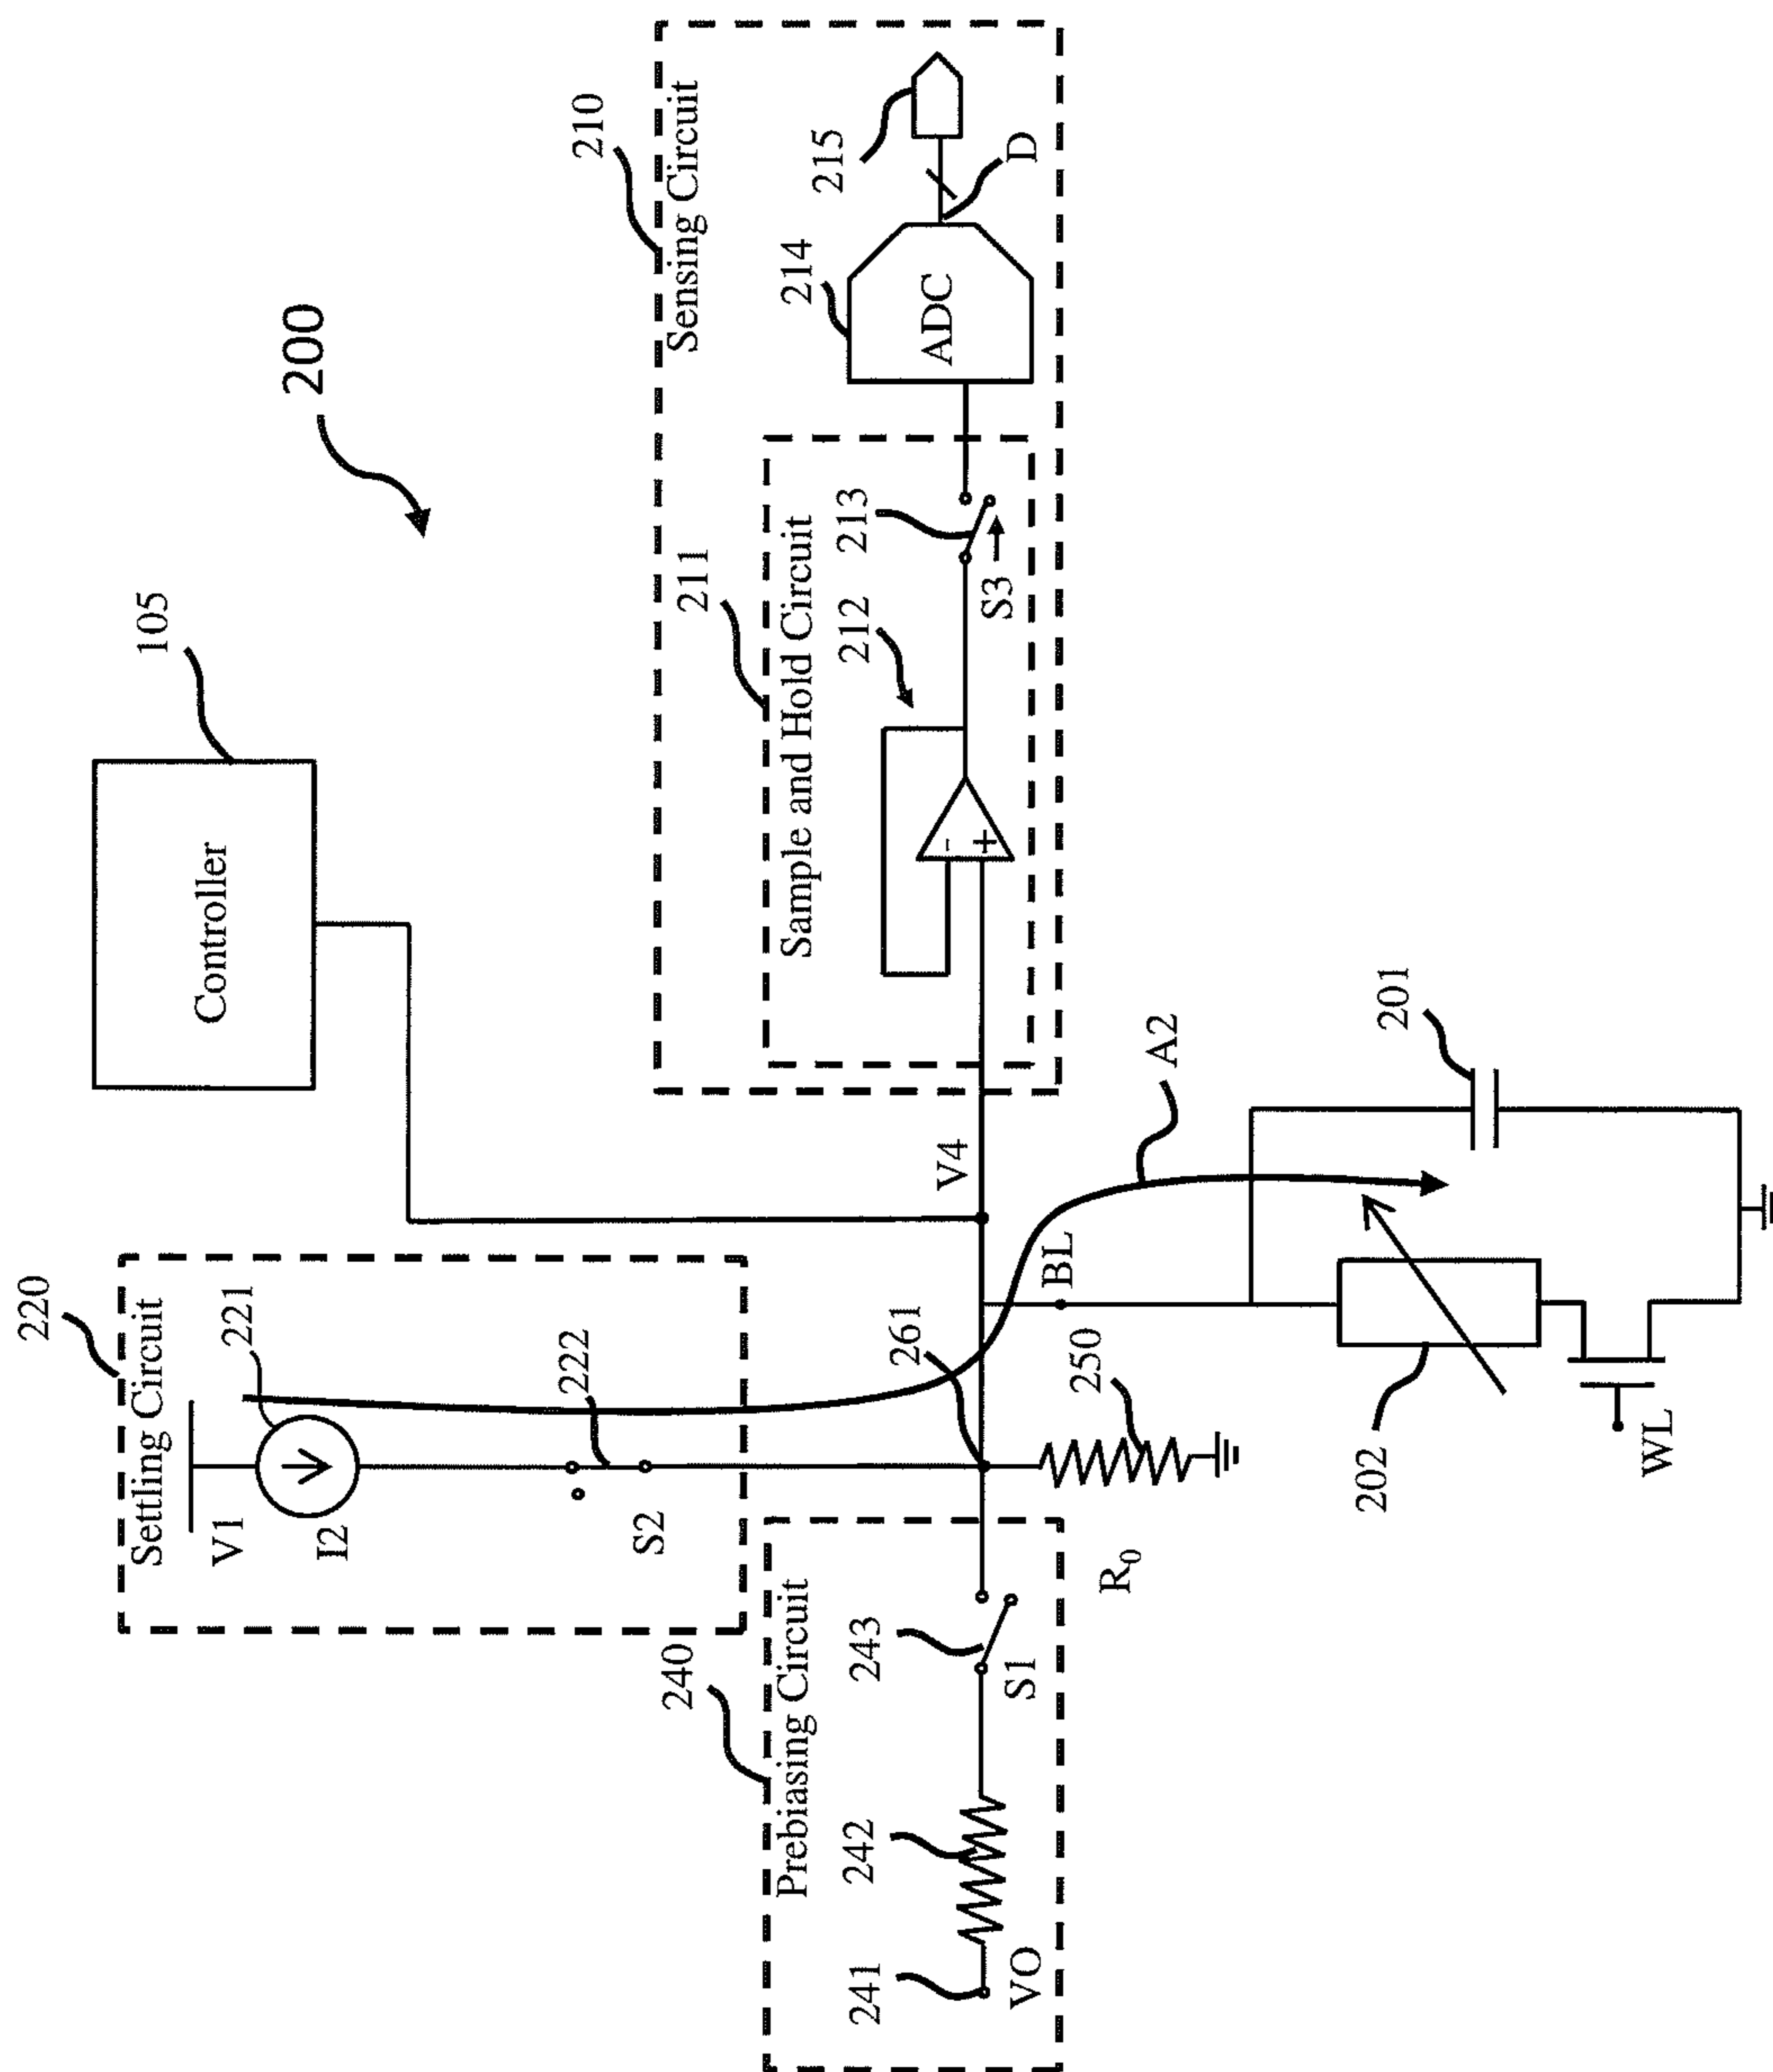 200
105
Controller
210
Sensing Circuit
211
Sample and Hold Circuit
212
-
+
213
S3
214
ADC
215
D
220
Settling Circuit
221
V1
I2
222
S2
261
V4
BL
A2
240
Prebiasing Circuit
241
VO
242
243
S1
R₀
250
202
WL
201